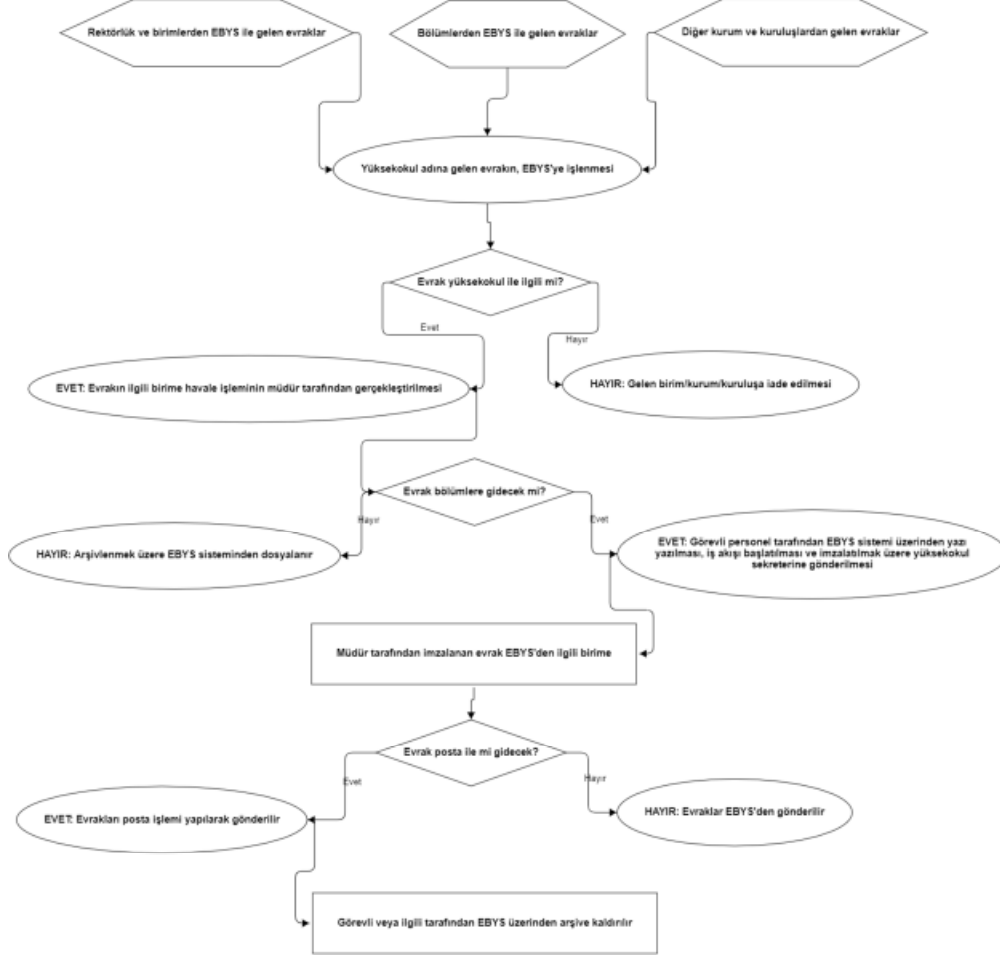 Rektörlük ve birimlerden EBYS ile gelen evraklar
Bölümlerden EBYS ile gelen evraklar
Diğer kurum ve kuruluşlardan gelen evraklar
Yüksekokul adına gelen evrakın, EBYS'ye işlenmesi
Evrak yüksekokul ile ilgili mi?
Evet
Hayır
EVET: Evrakın ilgili birime havale işleminin müdür tarafından gerçekleştirilmesi
HAYIR: Gelen birim/kurum/kuruluşa iade edilmesi
Evrak bölümlere gidecek mi?
Hayır
Evet
HAYIR: Arşivlenmek üzere EBYS sisteminden dosyalanır
EVET: Görevli personel tarafından EBYS sistemi üzerinden yazı
yazılması, iş akışı başlatılması ve imzalatılmak üzere yüksekokul
sekreterine gönderilmesi
Müdür tarafından imzalanan evrak EBYS'den ilgili birime
Evrak posta ile mi gidecek?
Evet
Hayır
EVET: Evrakları posta işlemi yapılarak gönderilir
HAYIR: Evraklar EBYS'den gönderilir
Görevli veya ilgili tarafından EBYS üzerinden arşive kaldırılır